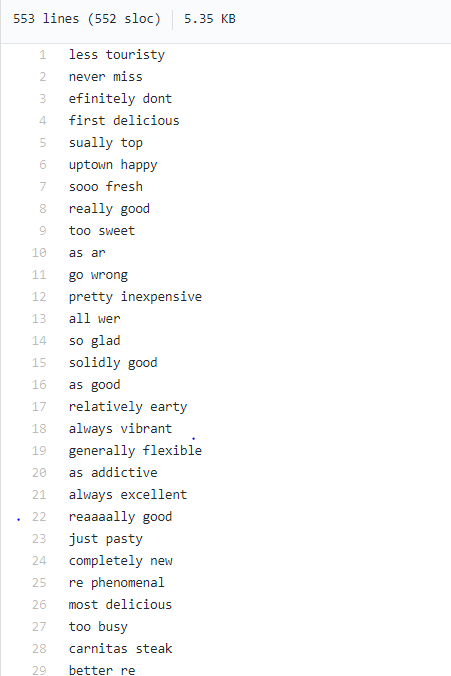 553 lines (552 sloc) 5.35 KB
1 less touristy
2 never miss
3 efinitely dont
4 first delicious
5 sually top
6 uptown happy
7 sooo fresh
8 really good
9 too sweet
10 as ar
11 go wrong
12 pretty inexpensive
13 all wer
14 so glad
15 solidly good
16 as good
17 relatively earty
18 always vibrant
19 generally flexible
20 as addictive
21 always excellent
22 reaaaally good
23 just pasty
24 completely new
25 re phenomenal
26 most delicious
27 too busy
28 carnitas steak
29 better re